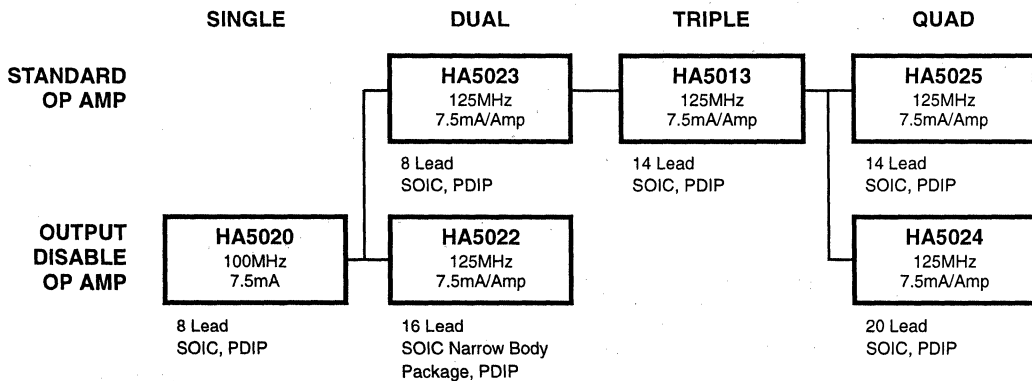 SINGLE
DUAL
TRIPLE
QUAD
STANDARD
OP AMP
HA5023
125MHz
7.5mA/Amp
8 Lead
SOIC, PDIP
HA5013
125MHz
7.5mA/Amp
14 Lead
SOIC, PDIP
HA5025
125MHz
7.5mA/Amp
14 Lead
SOIC, PDIP
OUTPUT
DISABLE
OP AMP
HA5020
100MHz
7.5mA
8 Lead
SOIC, PDIP
HA5022
125MHz
7.5mA/Amp
16 Lead
SOIC Narrow Body
Package, PDIP
HA5024
125MHz
7.5mA/Amp
20 Lead
SOIC, PDIP